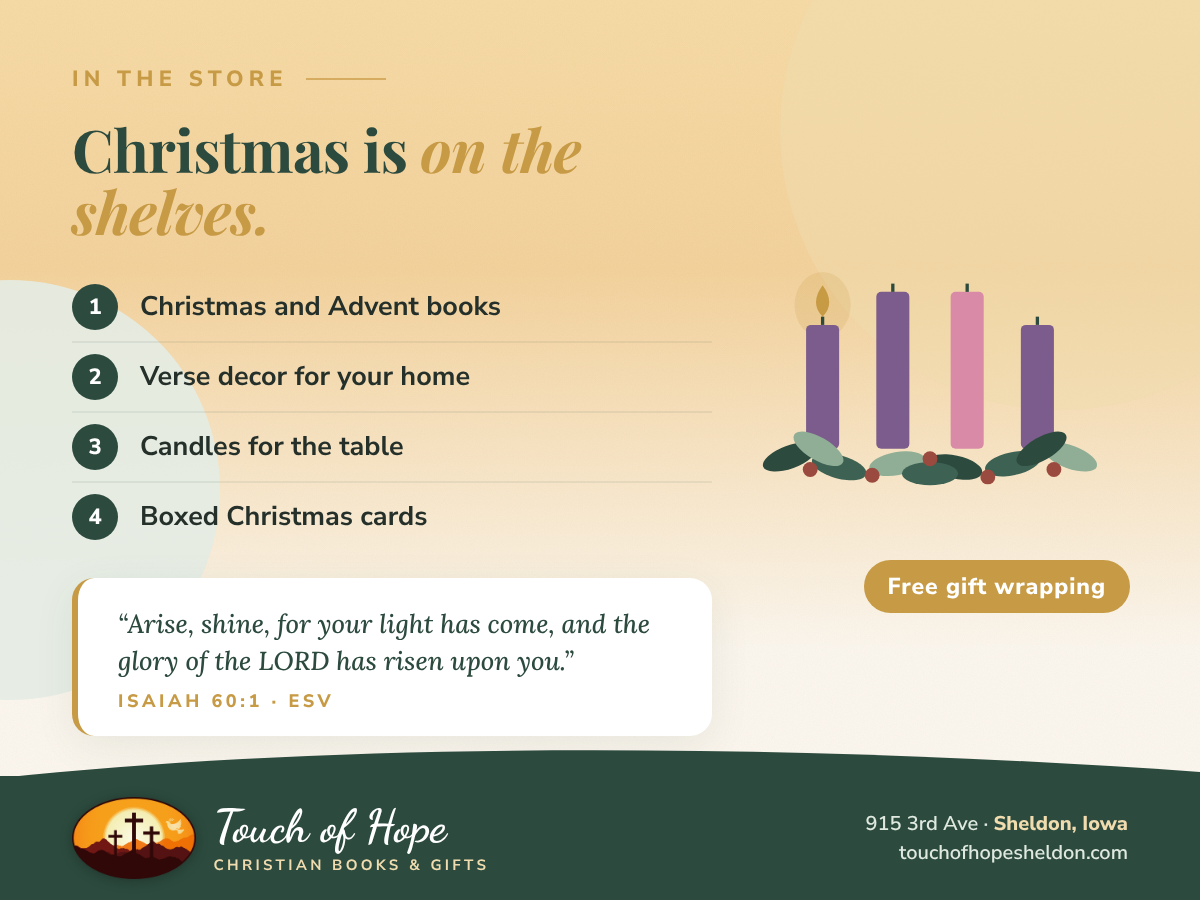 IN THE STORE
Christmas is on the
shelves.
1 Christmas and Advent books
2 Verse decor for your home
3 Candles for the table
4 Boxed Christmas cards
Free gift wrapping
“Arise, shine, for your light has come, and the
glory of the LORD has risen upon you.”
ISAIAH 60:1 · ESV
Touch of Hope
CHRISTIAN BOOKS & GIFTS
915 3rd Ave · Sheldon, Iowa
touchofhopesheldon.com